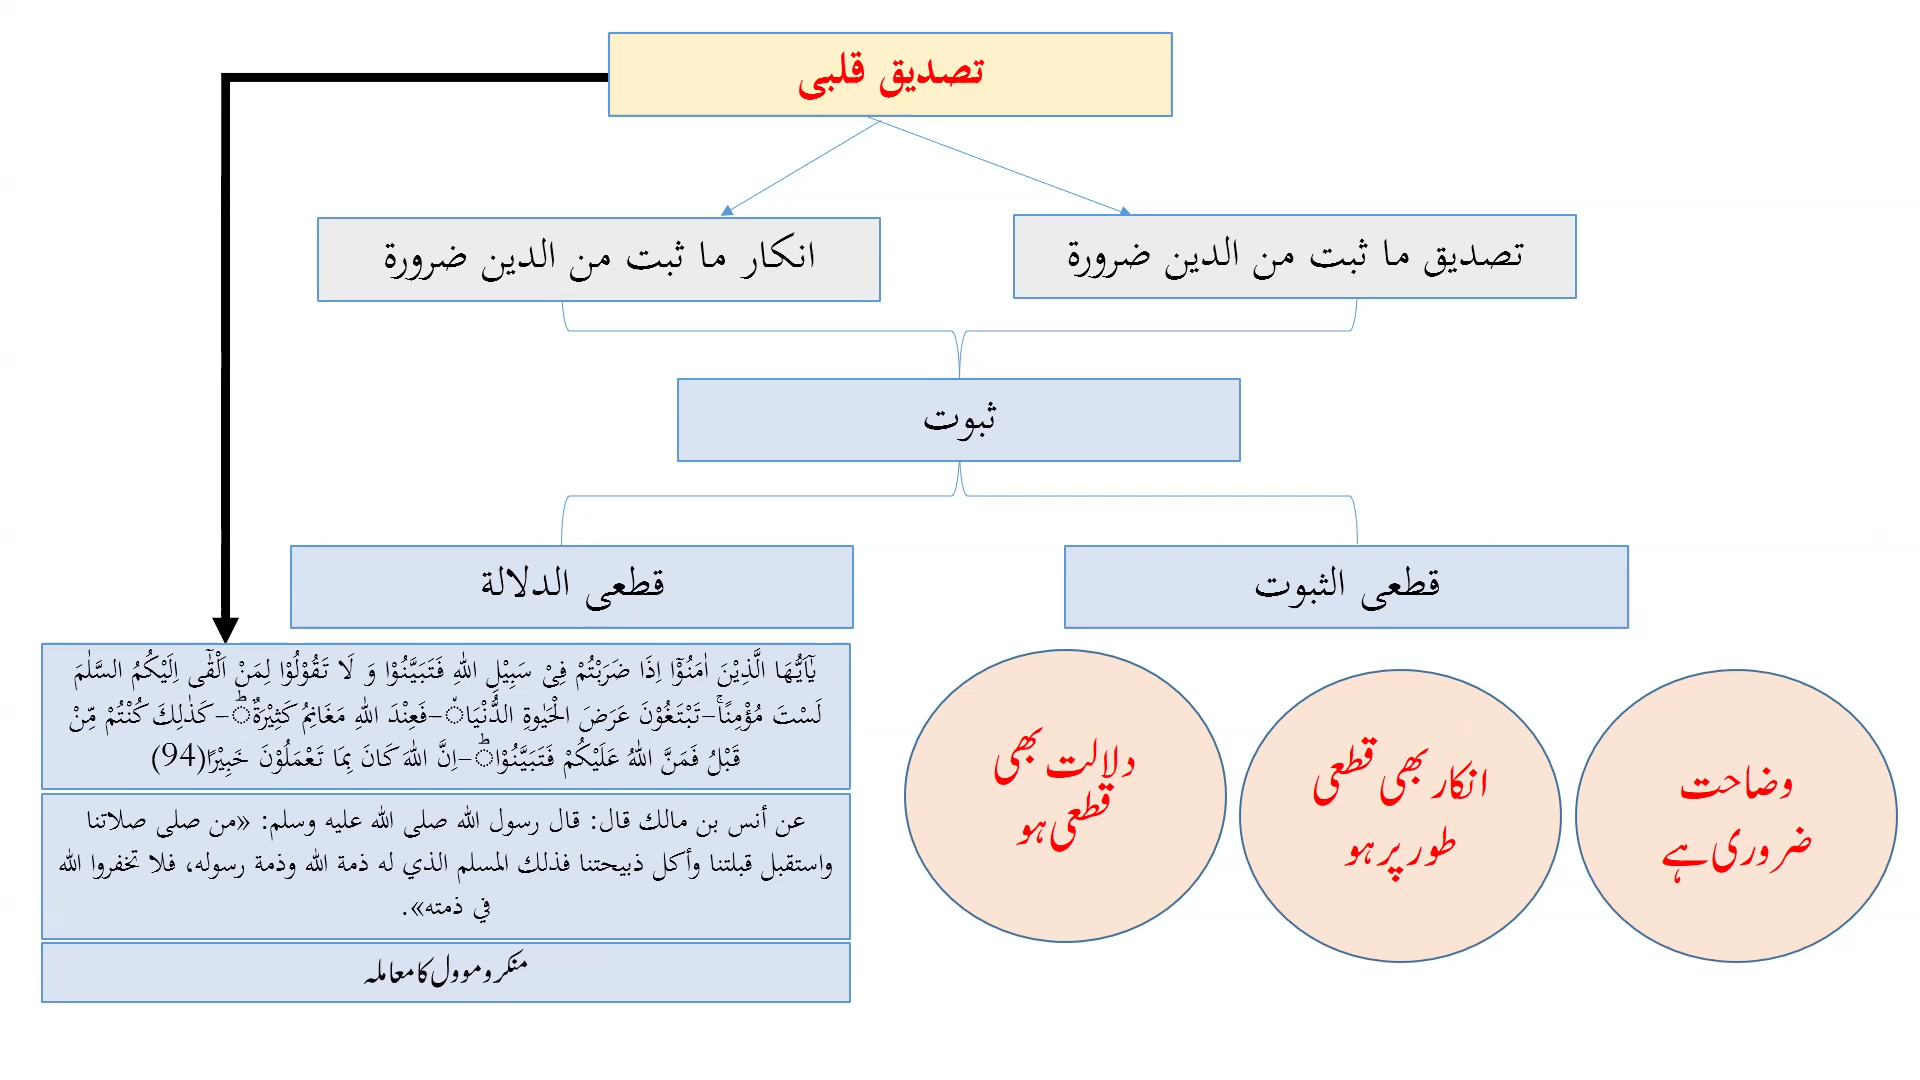 تصدیق قلبی
تصدیق ما ثبت من الدین ضرورة
انکار ما ثبت من الدین ضرورة
ثبوت
قطعی الثبوت
قطعی الدلالة
وضاحت
ضروری ہے
انکار بھی قطعی
طور پر ہو
دلالت بھی
قطعی ہو
یٰۤاَیُّهَا الَّذِیْنَ اٰمَنُوْۤا اِذَا ضَرَبْتُمْ فِیْ سَبِیْلِ اللّٰهِ فَتَبَیَّنُوْا وَ لَا تَقُوْلُوْا لِمَنْ اَلْقٰۤى اِلَیْكُمُ السَّلٰمَ
لَسْتَ مُؤْمِنًاۚ-تَبْتَغُوْنَ عَرَضَ الْحَیٰوةِ الدُّنْیَا٘-فَعِنْدَ اللّٰهِ مَغَانِمُ كَثِیْرَةٌؕ-كَذٰلِكَ كُنْتُمْ مِّنْ
قَبْلُ فَمَنَّ اللّٰهُ عَلَیْكُمْ فَتَبَیَّنُوْاؕ-اِنَّ اللّٰهَ كَانَ بِمَا تَعْمَلُوْنَ خَبِیْرًا(94)
عن أنس بن مالك قال: قال رسول الله صلى الله عليه وسلم: «من صلى صلاتنا
واستقبل قبلتنا وأكل ذبيحتنا فذلك المسلم الذي له ذمة الله وذمة رسوله، فلا تخفروا الله
في ذمته».
منکر و موول کا معاملہ